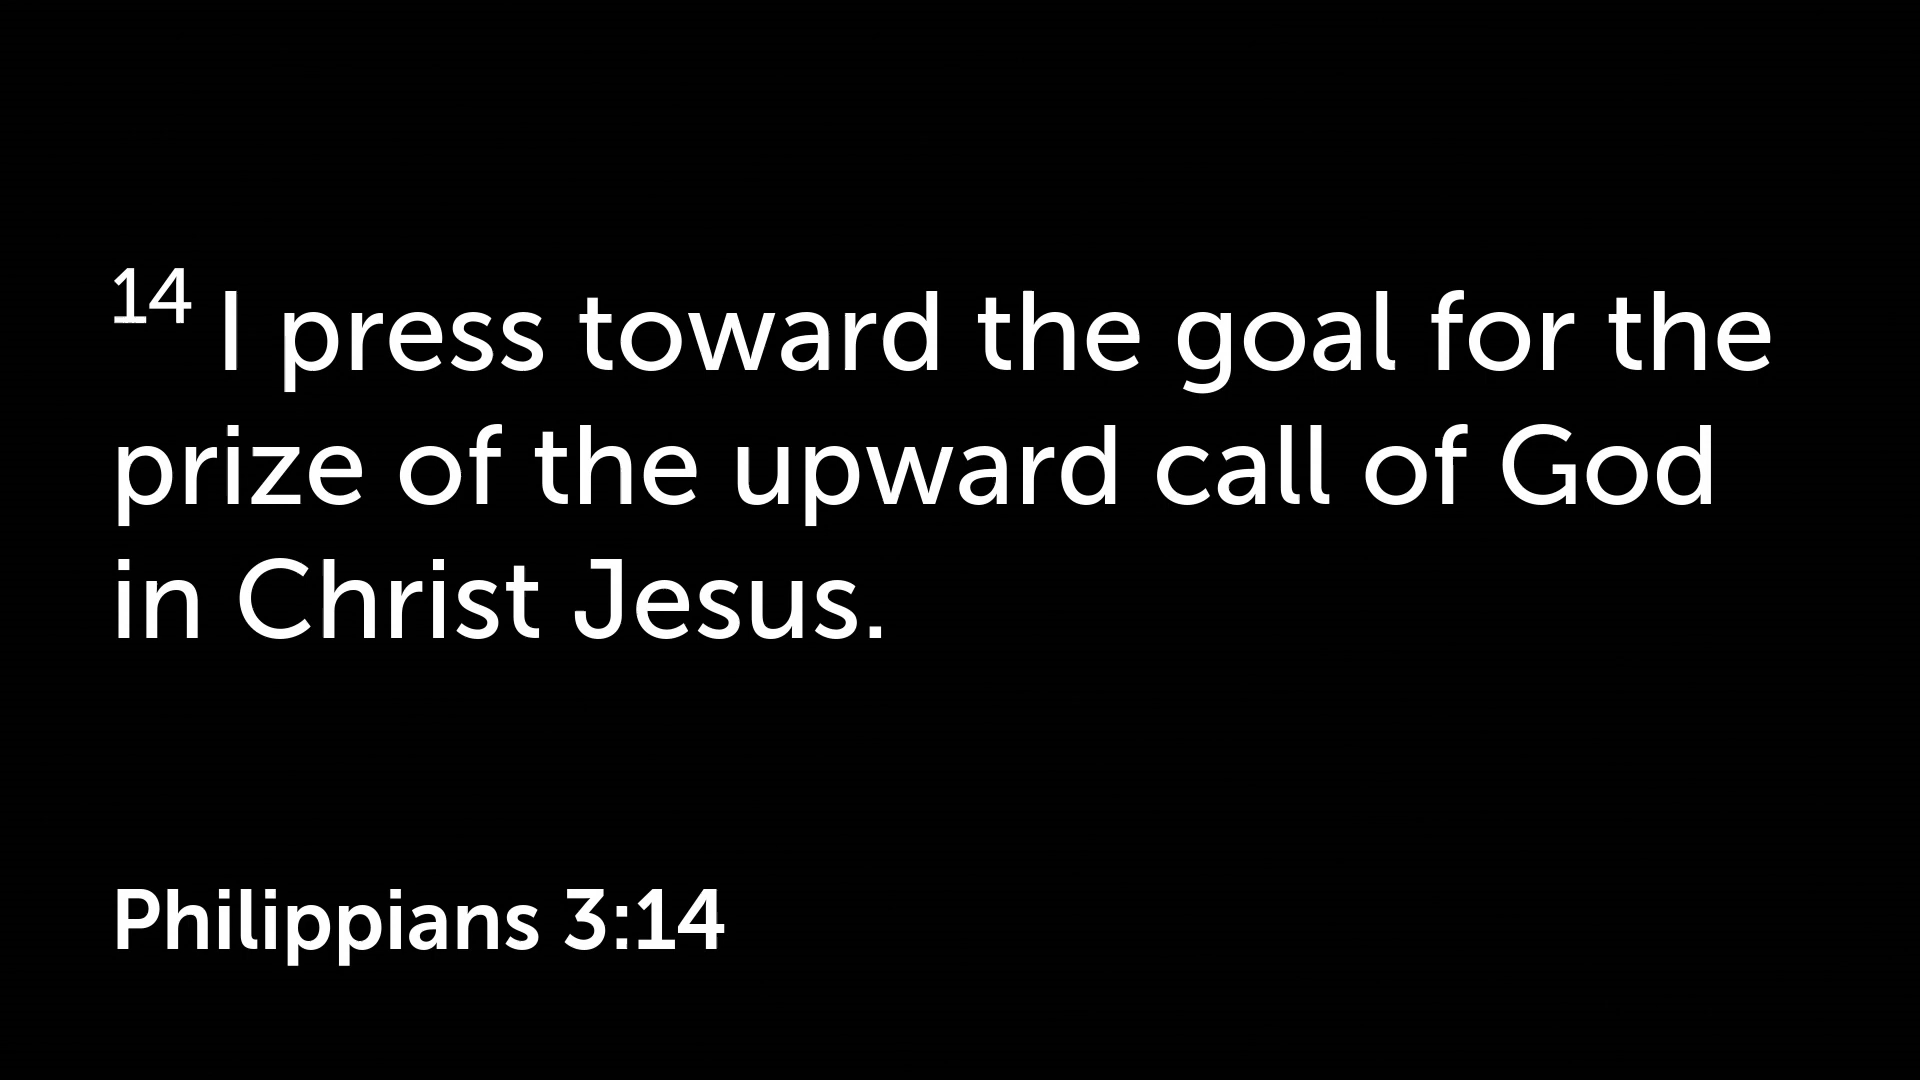 14 I press toward the goal for the
prize of the upward call of God
in Christ Jesus.
Philippians 3:14